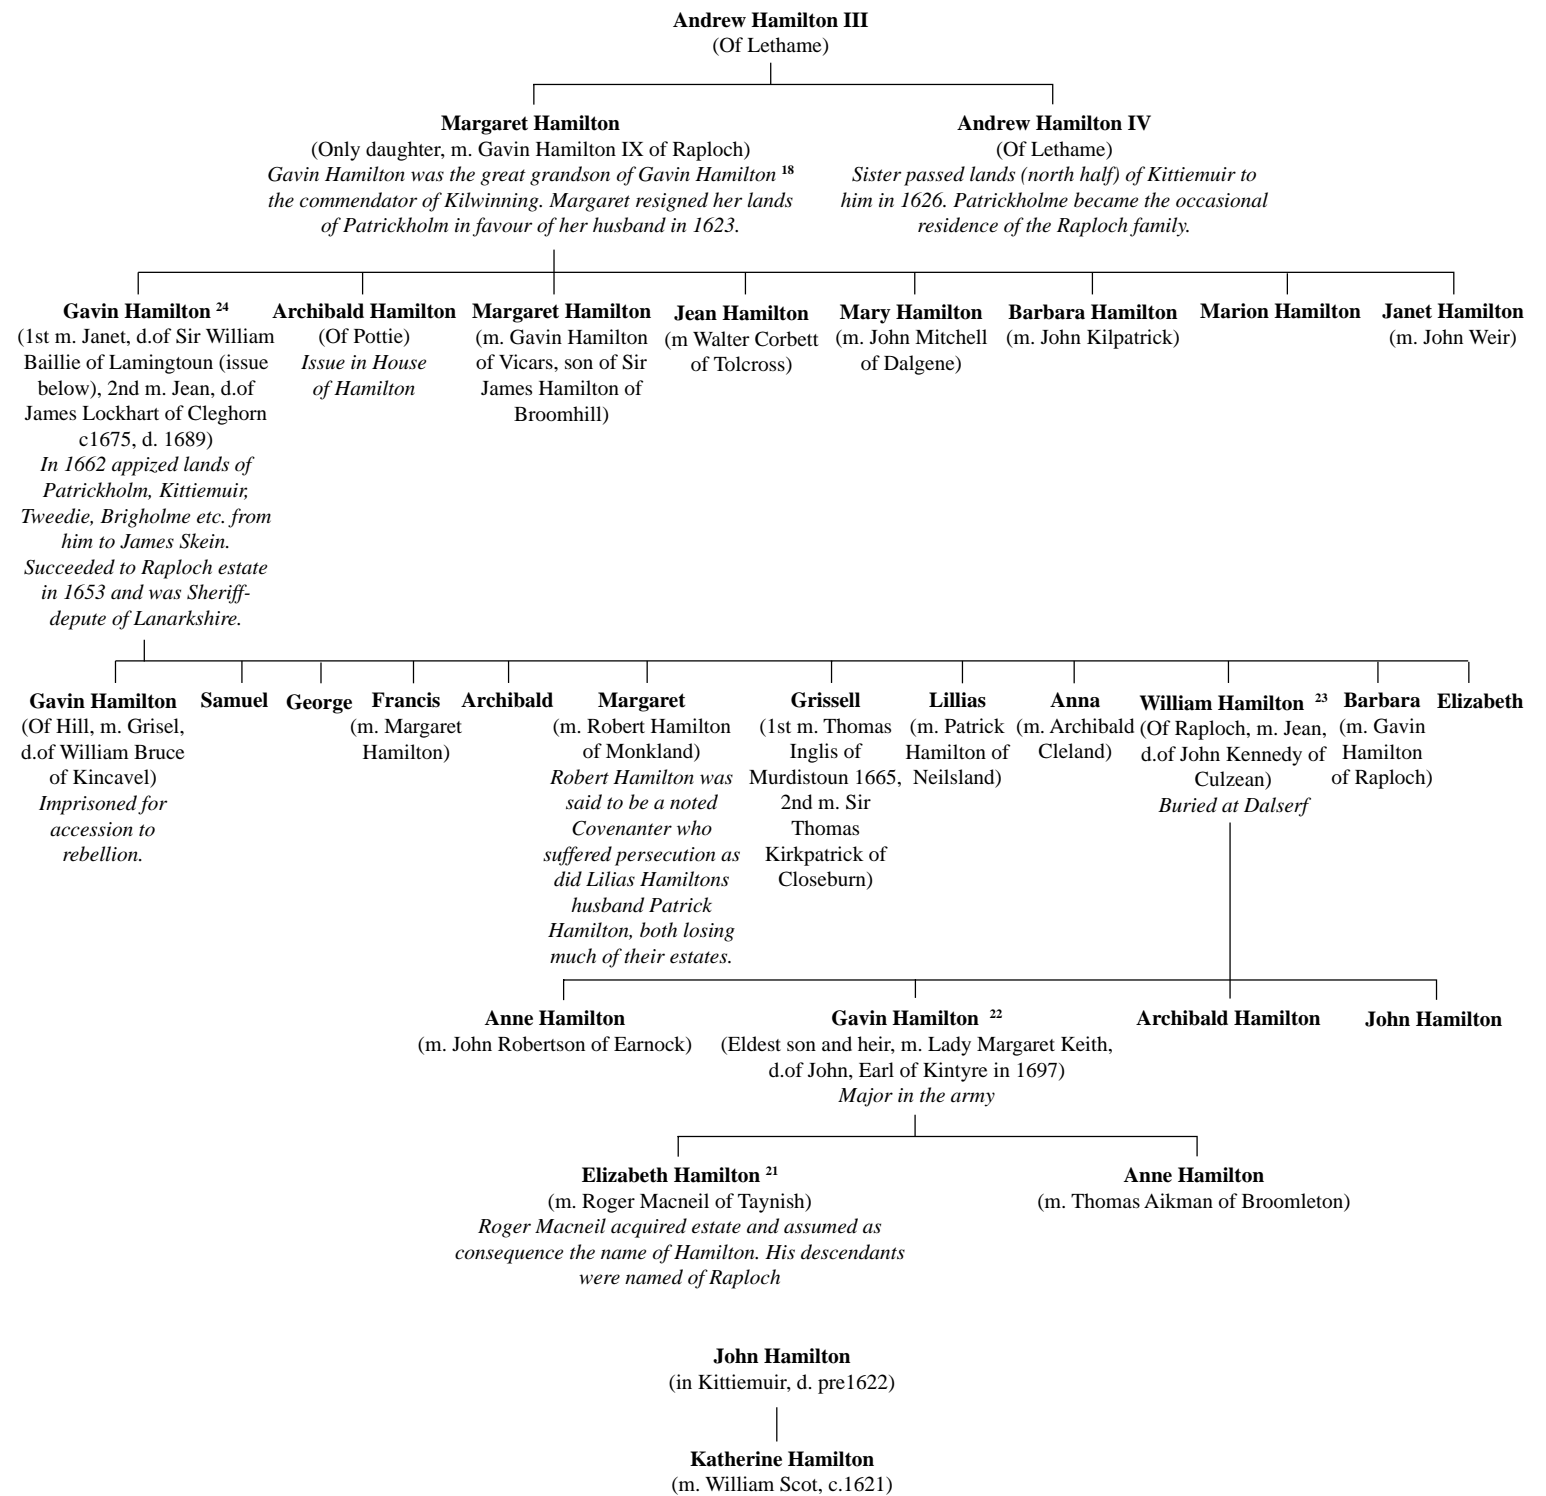 Andrew Hamilton III
(Of Lethame)
Margaret Hamilton
(Only daughter, m. Gavin Hamilton IX of Raploch)
Gavin Hamilton was the great grandson of Gavin Hamilton 18
the commendator of Kilwinning. Margaret resigned her lands
of Patrickholm in favour of her husband in 1623.
Andrew Hamilton IV
(Of Lethame)
Sister passed lands (north half) of Kittiemuir to
him in 1626. Patrickholme became the occasional
residence of the Raploch family.
Gavin Hamilton 24
(1st m. Janet, d.of Sir William
Baillie of Lamingtoun (issue
below), 2nd m. Jean, d.of
James Lockhart of Cleghorn
c1675, d. 1689)
In 1662 appized lands of
Patrickholm, Kittiemuir,
Tweedie, Brigholme etc. from
him to James Skein.
Succeeded to Raploch estate
in 1653 and was Sheriff-
depute of Lanarkshire.
Archibald Hamilton
(Of Pottie)
Issue in House
of Hamilton
Margaret Hamilton
(m. Gavin Hamilton
of Vicars, son of Sir
James Hamilton of
Broomhill)
Jean Hamilton
(m Walter Corbett
of Tolcross)
Mary Hamilton
(m. John Mitchell
of Dalgene)
Barbara Hamilton
(m. John Kilpatrick)
Marion Hamilton
Janet Hamilton
(m. John Weir)
Gavin Hamilton
(Of Hill, m. Grisel,
d.of William Bruce
of Kincavel)
Imprisoned for
accession to
rebellion.
Samuel
George
Francis
(m. Margaret
Hamilton)
Archibald
Margaret
(m. Robert Hamilton
of Monkland)
Robert Hamilton was
said to be a noted
Covenanter who
suffered persecution as
did Lilias Hamiltons
husband Patrick
Hamilton, both losing
much of their estates.
Grissell
(1st m. Thomas
Inglis of
Murdistoun 1665,
2nd m. Sir
Thomas
Kirkpatrick of
Closeburn)
Lillias
(m. Patrick
Hamilton of
Neilsland)
Anna
(m. Archibald
Cleland)
William Hamilton 23
(Of Raploch, m. Jean,
d.of John Kennedy of
Culzean)
Buried at Dalserf
Barbara
(m. Gavin
Hamilton
of Raploch)
Elizabeth
Anne Hamilton
(m. John Robertson of Earnock)
Gavin Hamilton 22
(Eldest son and heir, m. Lady Margaret Keith,
d.of John, Earl of Kintyre in 1697)
Major in the army
Archibald Hamilton
John Hamilton
Elizabeth Hamilton 21
(m. Roger Macneil of Taynish)
Roger Macneil acquired estate and assumed as
consequence the name of Hamilton. His descendants
were named of Raploch
Anne Hamilton
(m. Thomas Aikman of Broomleton)
John Hamilton
(in Kittiemuir, d. pre1622)
Katherine Hamilton
(m. William Scot, c.1621)